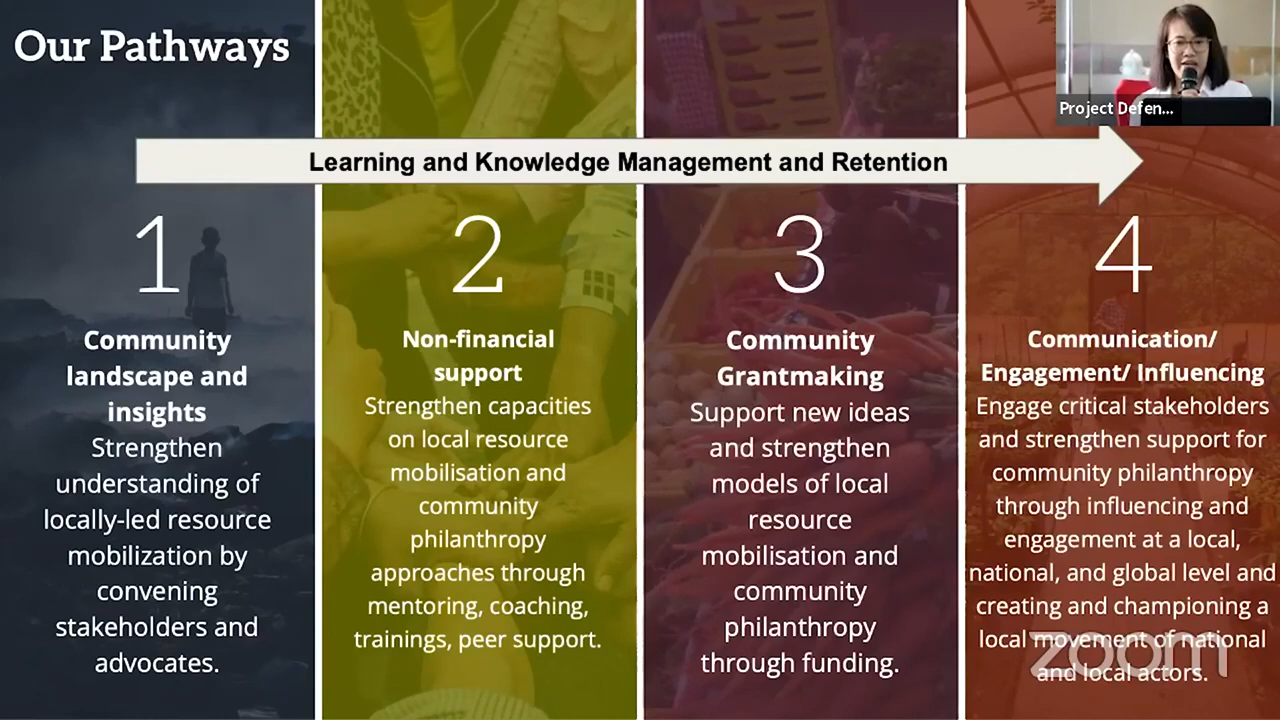 Our Pathways
Project Defen...
Learning and Knowledge Management and Retention
1
Community
landscape and
insights
Strengthen
understanding of
locally-led resource
mobilization by
convening
stakeholders and
advocates.
2
Non-financial
support
Strengthen capacities
on local resource
mobilisation and
community
philanthropy
approaches through
mentoring, coaching,
trainings, peer support.
3
Community
Grantmaking
Support new ideas
and strengthen
models of local
resource
mobilisation and
community
philanthropy
through funding.
4
Communication/
Engagement/ Influencing
Engage critical stakeholders
and strengthen support for
community philanthropy
through influencing and
engagement at a local,
national, and global level and
creating and championing a
local movement of national
and local actors.
zoom